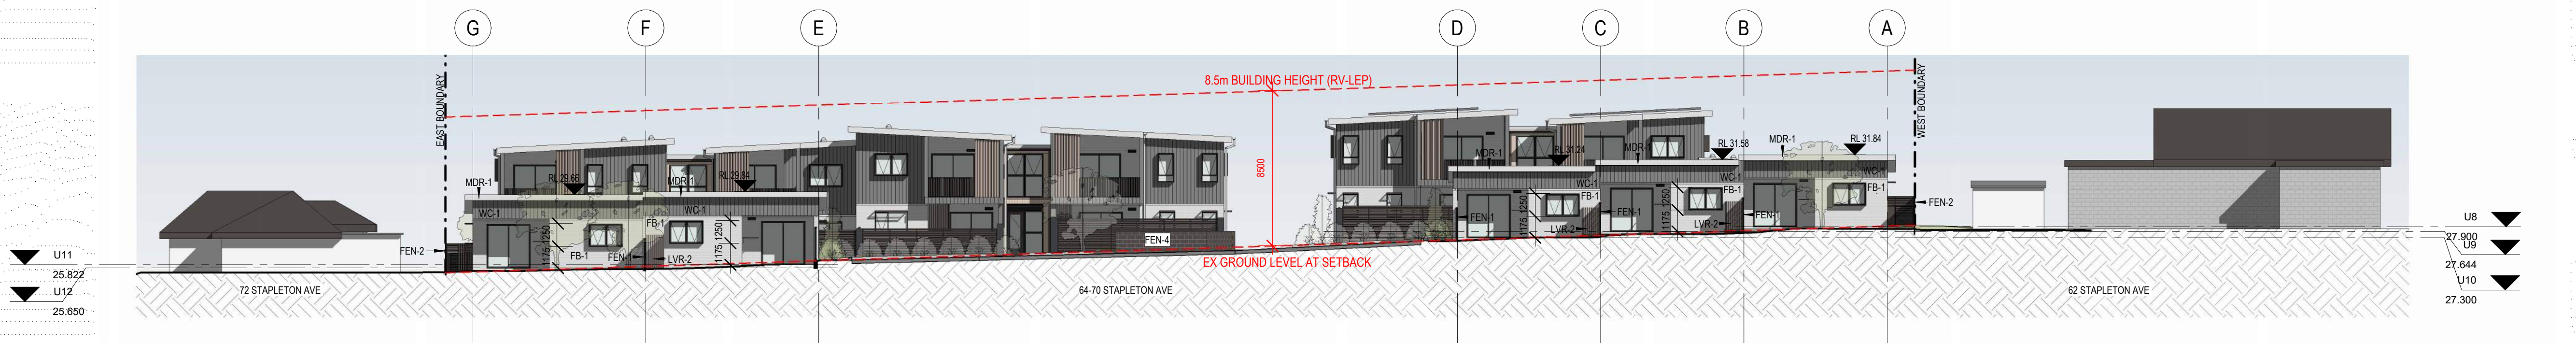 G
F
E
D
C
B
A
8.5m BUILDING HEIGHT (RV-LEP)
EAST BOUNDARY
WEST BOUNDARY
8500
MDR-1
RL 29.66
MDR-1
RL 29.84
MDR-1
RL 31.24
MDR-1
RL 31.58
MDR-1
RL 31.84
WC-1
WC-1
WC-1
WC-1
WC-1
FB-1
FB-1
FB-1
FB-1
FB-1
1175
1250
1175
1250
1175
1250
1175
1250
FEN-2
FEN-1
LVR-2
FEN-4
FEN-1
LVR-2
FEN-1
LVR-2
FEN-1
FEN-2
EX GROUND LEVEL AT SETBACK
72 STAPLETON AVE
64-70 STAPLETON AVE
62 STAPLETON AVE
U11
25.822
U12
25.650
U8
27.900
U9
27.644
U10
27.300